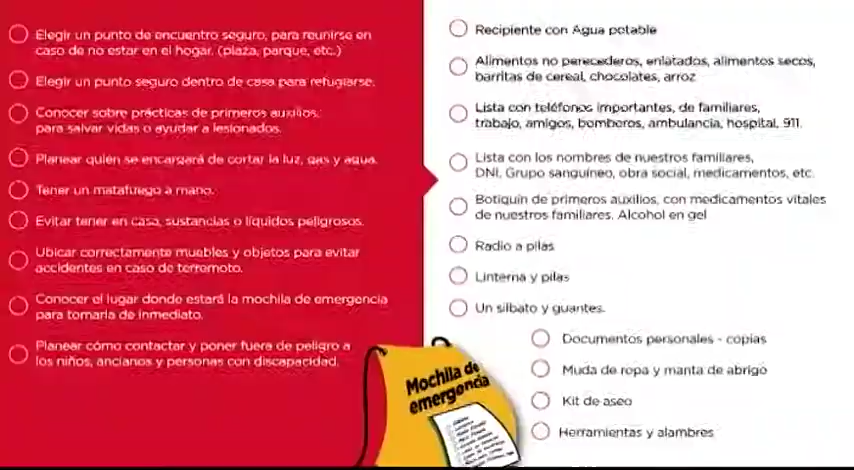 Elegir un punto de encuentro seguro, para reunirse en
caso de no estar en el hogar. (plaza, parque, etc.)
Elegir un punto seguro dentro de casa para refugiarse.
Conocer sobre prácticas de primeros auxilios,
para salvar vidas o ayudar a lesionados.
Planear quién se encargará de cortar la luz, gas y agua.
Tener un matafuego a mano.
Evitar tener en casa, sustancias o líquidos peligrosos.
Ubicar correctamente muebles y objetos para evitar
accidentes en caso de terremoto.
Conocer el lugar donde estará la mochila de emergencia
para tomarla de inmediato.
Planear cómo contactar y poner fuera de peligro a
los niños, ancianos y personas con discapacidad.
Recipiente con Agua potable
Alimentos no perecederos, enlatados, alimentos secos,
barritas de cereal, chocolates, arroz
Lista con teléfonos importantes, de familiares,
trabajo, amigos, bomberos, ambulancia, hospital, 911.
Lista con los nombres de nuestros familiares,
DNI, Grupo sanguíneo, obra social, medicamentos, etc.
Botiquín de primeros auxilios, con medicamentos vitales
de nuestros familiares. Alcohol en gel
Radio a pilas
Linterna y pilas
Un silbato y guantes.
Documentos personales - copias
Muda de ropa y manta de abrigo
Kit de aseo
Herramientas y alambres
Mochila de
emergencia